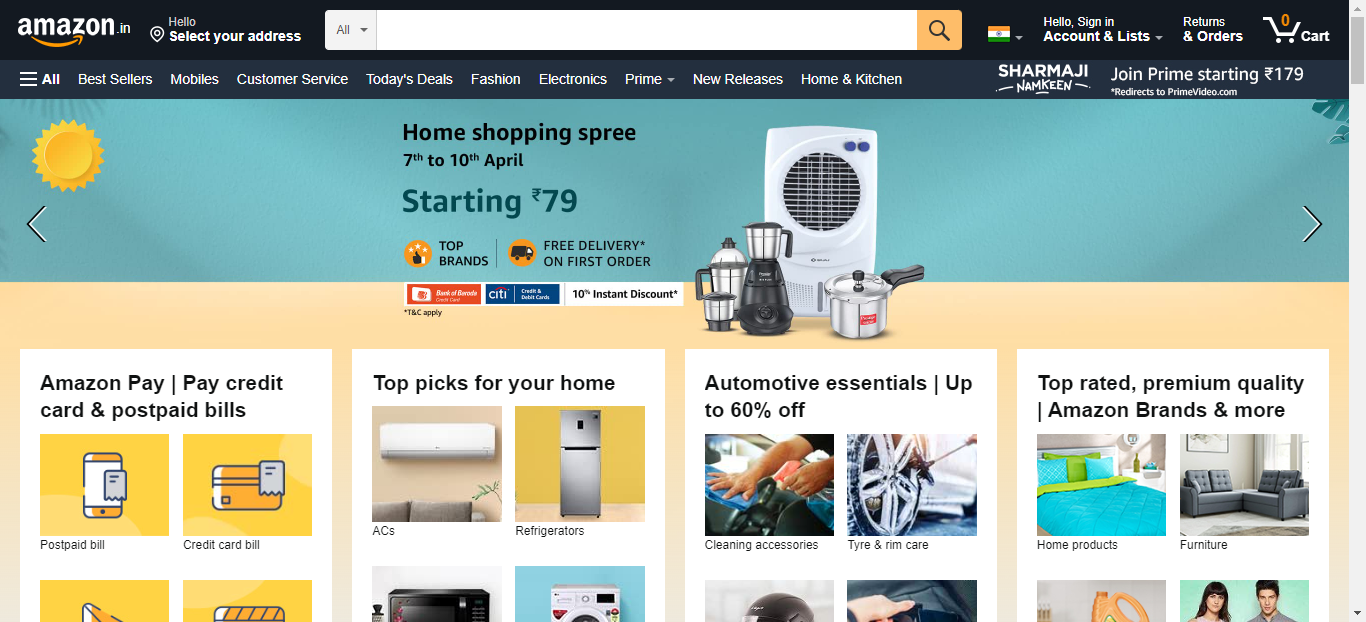 amazon.in
Hello
Select your address
All
Hello, Sign in
Account & Lists
Returns
& Orders
0
Cart
All
Best Sellers
Mobiles
Customer Service
Today's Deals
Fashion
Electronics
Prime
New Releases
Home & Kitchen
SHARMAJI
NAMKEEN
Join Prime starting ₹179
*Redirects to PrimeVideo.com
Home shopping spree
7th to 10th April
Starting ₹79
TOP
BRANDS
FREE DELIVERY*
ON FIRST ORDER
Bank of Baroda
Credit Card
citi
Credit &
Debit Cards
10% Instant Discount*
*T&C apply
Amazon Pay | Pay credit
card & postpaid bills
Postpaid bill
Credit card bill
Top picks for your home
ACs
Refrigerators
Automotive essentials | Up
to 60% off
Cleaning accessories
Tyre & rim care
Top rated, premium quality
| Amazon Brands & more
Home products
Furniture